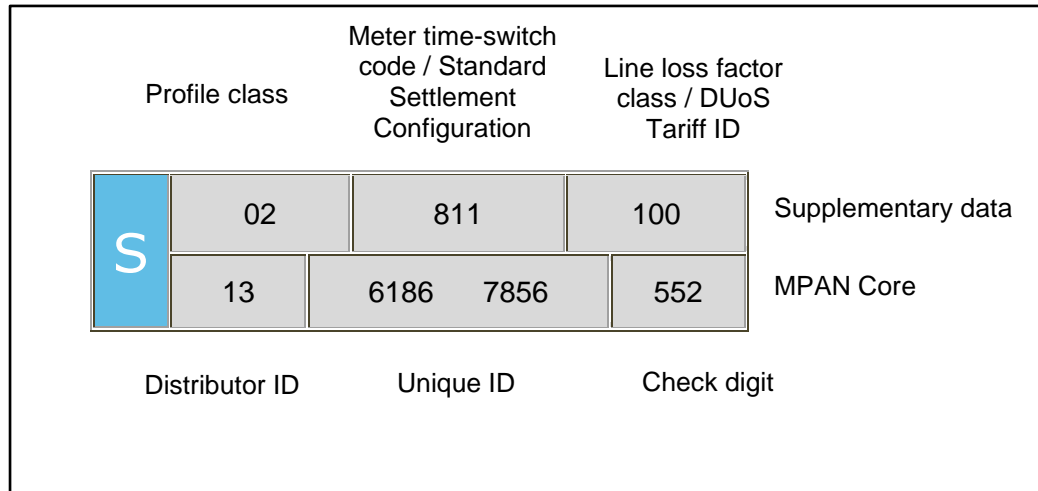 Profile class
Meter time-switch
code / Standard
Settlement
Configuration
Line loss factor
class / DUoS
Tariff ID
S
02 811 100
Supplementary data
13 6186 7856 552
MPAN Core
Distributor ID
Unique ID
Check digit